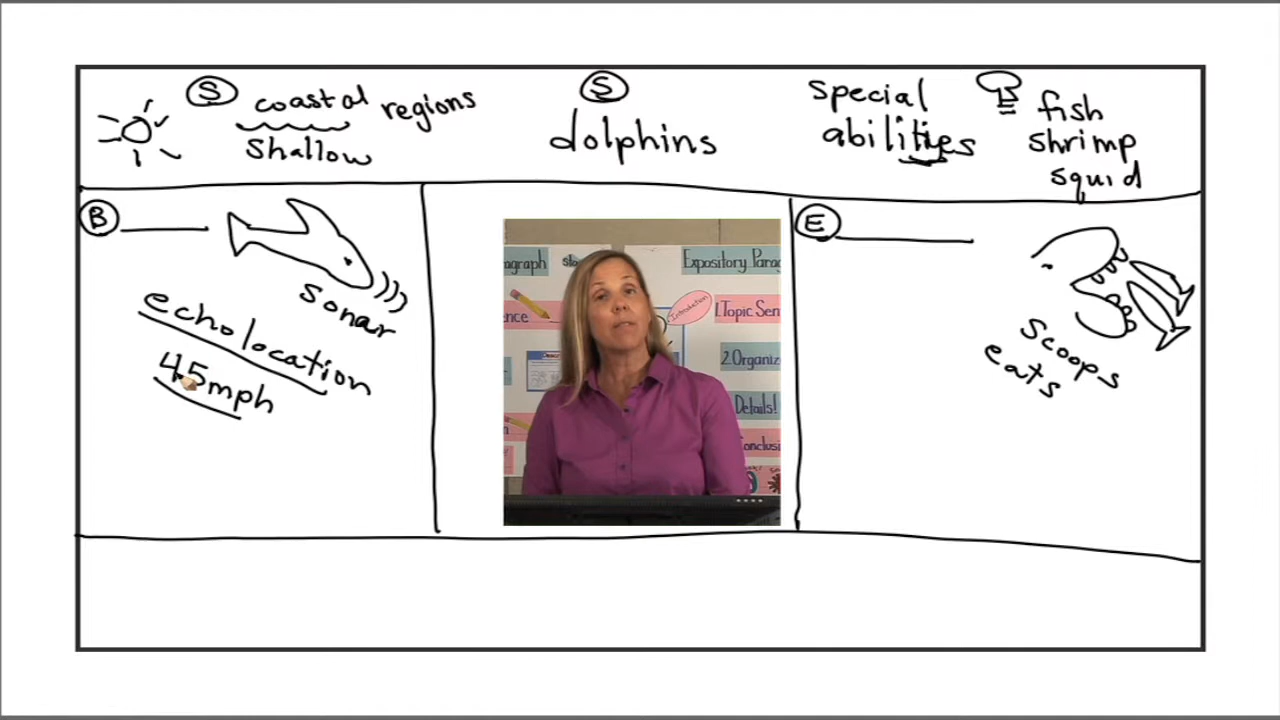 S
coastal regions
shallow
S
dolphins
special
abilities
fish
shrimp
squid
B
sonar
echolocation
45mph
E
scoops
eats
Expository Parag
1. Topic Sen
2. Organiz
Details!